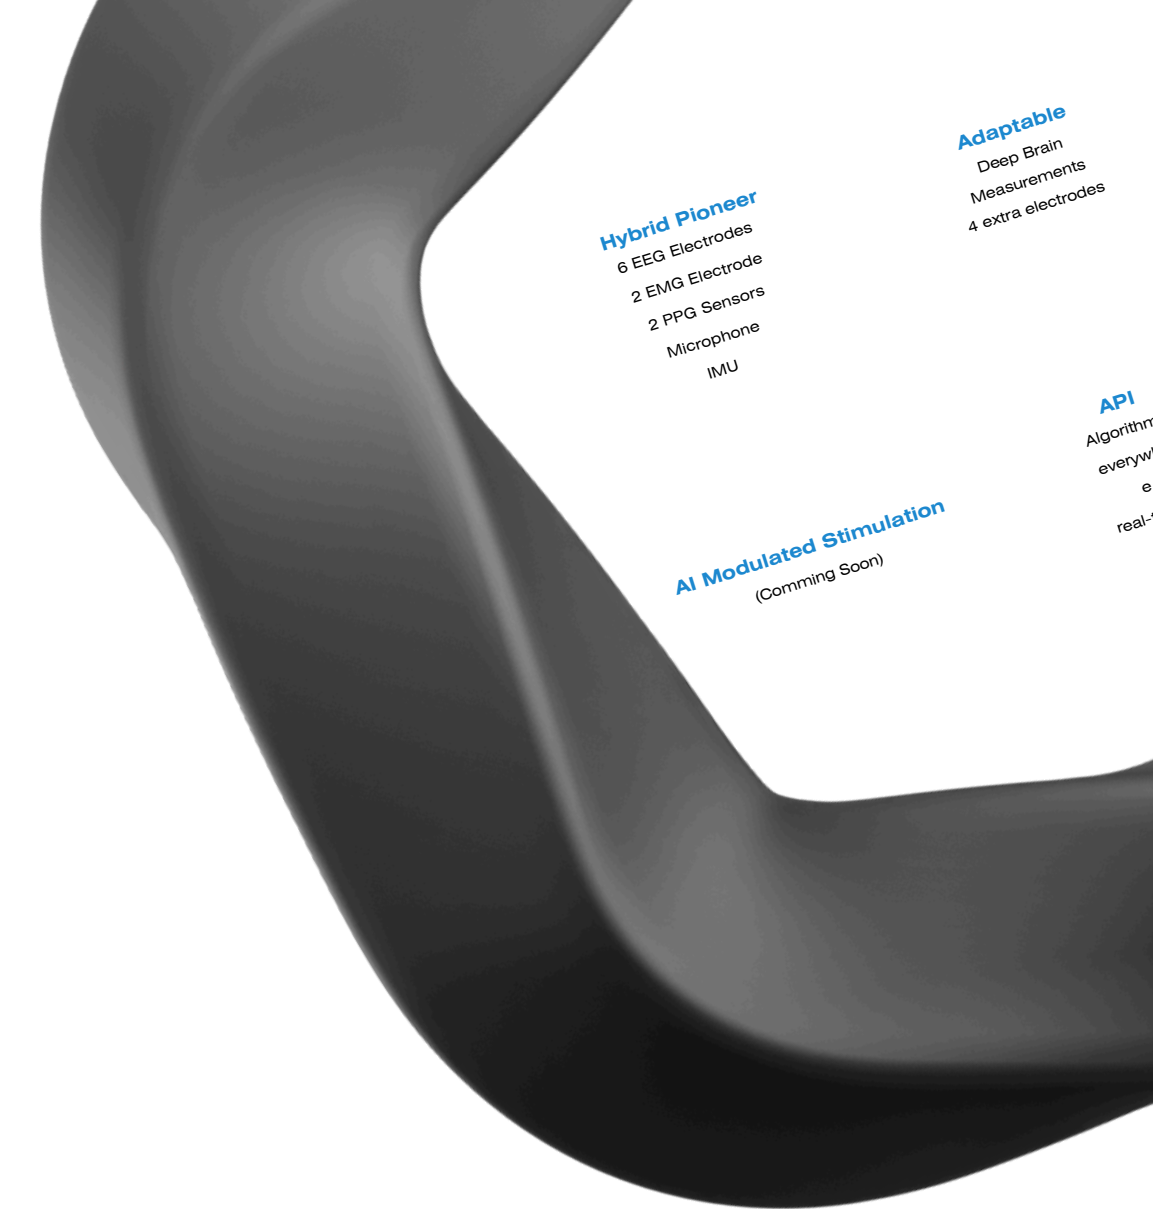 Hybrid Pioneer
6 EEG Electrodes
2 EMG Electrode
2 PPG Sensors
Microphone
IMU
Adaptable
Deep Brain
Measurements
4 extra electrodes
AI Modulated Stimulation
(Comming Soon)
API